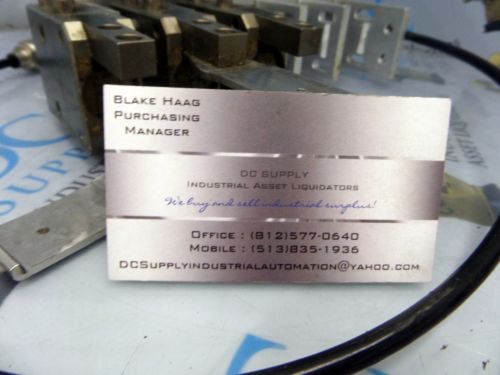 Blake Haag
Purchasing
Manager
DC Supply
Industrial Asset Liquidators
We buy and sell industrial surplus!
Office : (812)577-0640
Mobile : (513)835-1936
DCSupplyindustrialautomation@yahoo.com